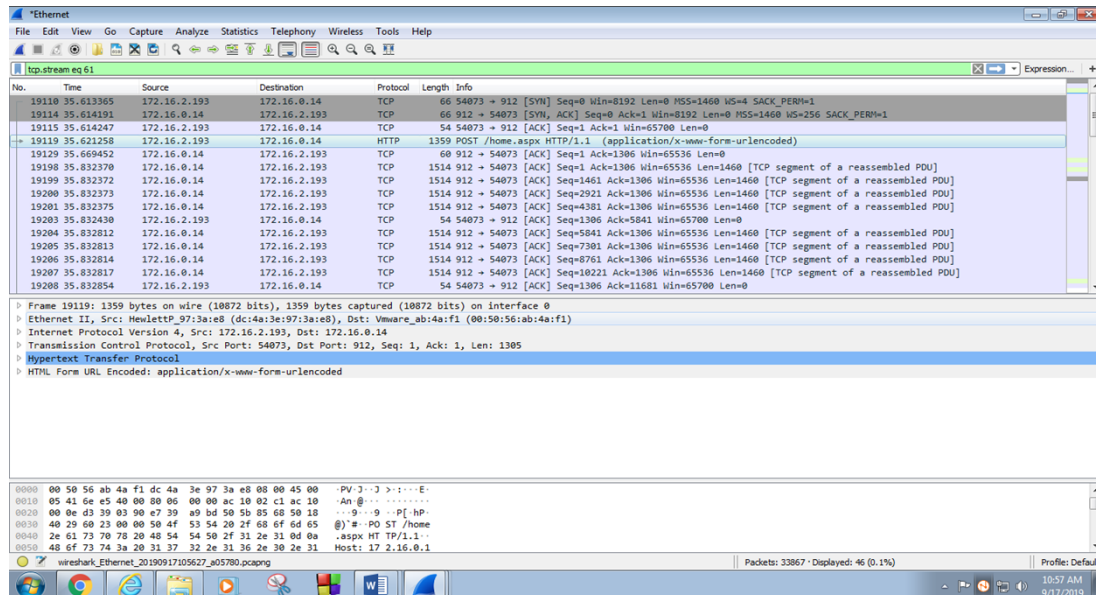 *Ethernet
File Edit View Go Capture Analyze Statistics Telephony Wireless Tools Help
tcp.stream eq 61 Expression... +
No. Time Source Destination Protocol Length Info
19110 35.613365 172.16.2.193 172.16.0.14 TCP 66 54073 → 912 [SYN] Seq=0 Win=8192 Len=0 MSS=1460 WS=4 SACK_PERM=1
19114 35.614191 172.16.0.14 172.16.2.193 TCP 66 912 → 54073 [SYN, ACK] Seq=0 Ack=1 Win=8192 Len=0 MSS=1460 WS=256 SACK_PERM=1
19115 35.614247 172.16.2.193 172.16.0.14 TCP 54 54073 → 912 [ACK] Seq=1 Ack=1 Win=65700 Len=0
19119 35.621258 172.16.2.193 172.16.0.14 HTTP 1359 POST /home.aspx HTTP/1.1 (application/x-www-form-urlencoded)
19129 35.669452 172.16.0.14 172.16.2.193 TCP 60 912 → 54073 [ACK] Seq=1 Ack=1306 Win=65536 Len=0
19198 35.832370 172.16.0.14 172.16.2.193 TCP 1514 912 → 54073 [ACK] Seq=1 Ack=1306 Win=65536 Len=1460 [TCP segment of a reassembled PDU]
19199 35.832372 172.16.0.14 172.16.2.193 TCP 1514 912 → 54073 [ACK] Seq=1461 Ack=1306 Win=65536 Len=1460 [TCP segment of a reassembled PDU]
19200 35.832373 172.16.0.14 172.16.2.193 TCP 1514 912 → 54073 [ACK] Seq=2921 Ack=1306 Win=65536 Len=1460 [TCP segment of a reassembled PDU]
19201 35.832375 172.16.0.14 172.16.2.193 TCP 1514 912 → 54073 [ACK] Seq=4381 Ack=1306 Win=65536 Len=1460 [TCP segment of a reassembled PDU]
19203 35.832430 172.16.2.193 172.16.0.14 TCP 54 54073 → 912 [ACK] Seq=1306 Ack=5841 Win=65700 Len=0
19204 35.832812 172.16.0.14 172.16.2.193 TCP 1514 912 → 54073 [ACK] Seq=5841 Ack=1306 Win=65536 Len=1460 [TCP segment of a reassembled PDU]
19205 35.832813 172.16.0.14 172.16.2.193 TCP 1514 912 → 54073 [ACK] Seq=7301 Ack=1306 Win=65536 Len=1460 [TCP segment of a reassembled PDU]
19206 35.832814 172.16.0.14 172.16.2.193 TCP 1514 912 → 54073 [ACK] Seq=8761 Ack=1306 Win=65536 Len=1460 [TCP segment of a reassembled PDU]
19207 35.832817 172.16.0.14 172.16.2.193 TCP 1514 912 → 54073 [ACK] Seq=10221 Ack=1306 Win=65536 Len=1460 [TCP segment of a reassembled PDU]
19208 35.832854 172.16.2.193 172.16.0.14 TCP 54 54073 → 912 [ACK] Seq=1306 Ack=11681 Win=65700 Len=0
Frame 19119: 1359 bytes on wire (10872 bits), 1359 bytes captured (10872 bits) on interface 0
Ethernet II, Src: HewlettP_97:3a:e8 (dc:4a:3e:97:3a:e8), Dst: Vmware_ab:4a:f1 (00:50:56:ab:4a:f1)
Internet Protocol Version 4, Src: 172.16.2.193, Dst: 172.16.0.14
Transmission Control Protocol, Src Port: 54073, Dst Port: 912, Seq: 1, Ack: 1, Len: 1305
Hypertext Transfer Protocol
HTML Form URL Encoded: application/x-www-form-urlencoded
0000 00 50 56 ab 4a f1 dc 4a 3e 97 3a e8 08 00 45 00 ·PV·J··J >·:···E·
0010 05 41 6e e5 40 00 80 06 00 00 ac 10 02 c1 ac 10 ·An·@··· ········
0020 00 0e d3 39 03 90 e7 39 a9 bd 50 5b 85 68 50 18 ···9···9 ··P[·hP·
0030 40 29 60 23 00 00 50 4f 53 54 20 2f 68 6f 6d 65 @)`#··PO ST /home
0040 2e 61 73 70 78 20 48 54 54 50 2f 31 2e 31 0d 0a .aspx HT TP/1.1··
0050 48 6f 73 74 3a 20 31 37 32 2e 31 36 2e 30 2e 31 Host: 17 2.16.0.1
wireshark_Ethernet_20190917105627_a05780.pcapng Packets: 33867 · Displayed: 46 (0.1%) Profile: Defaul
10:57 AM
9/17/2019